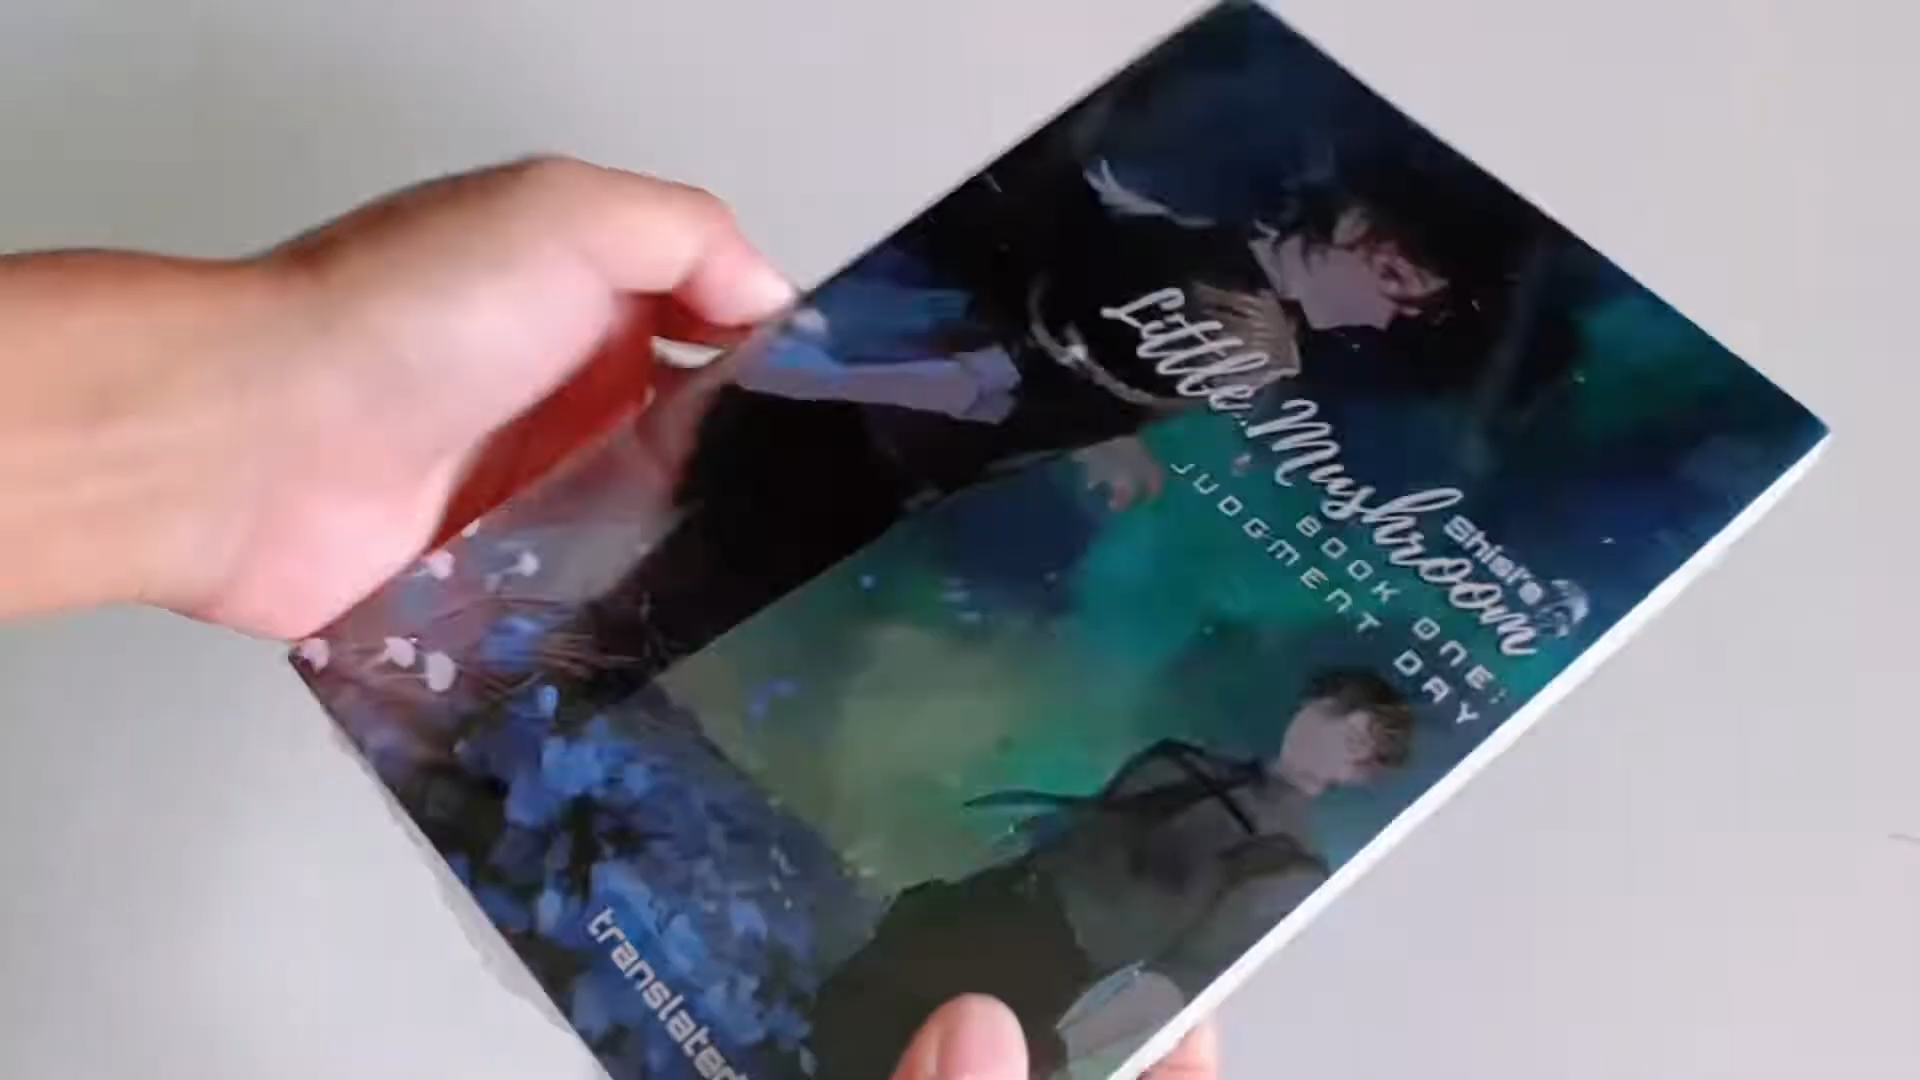 Shisi's
Little Mushroom
BOOK ONE:
JUDGMENT DAY
translated